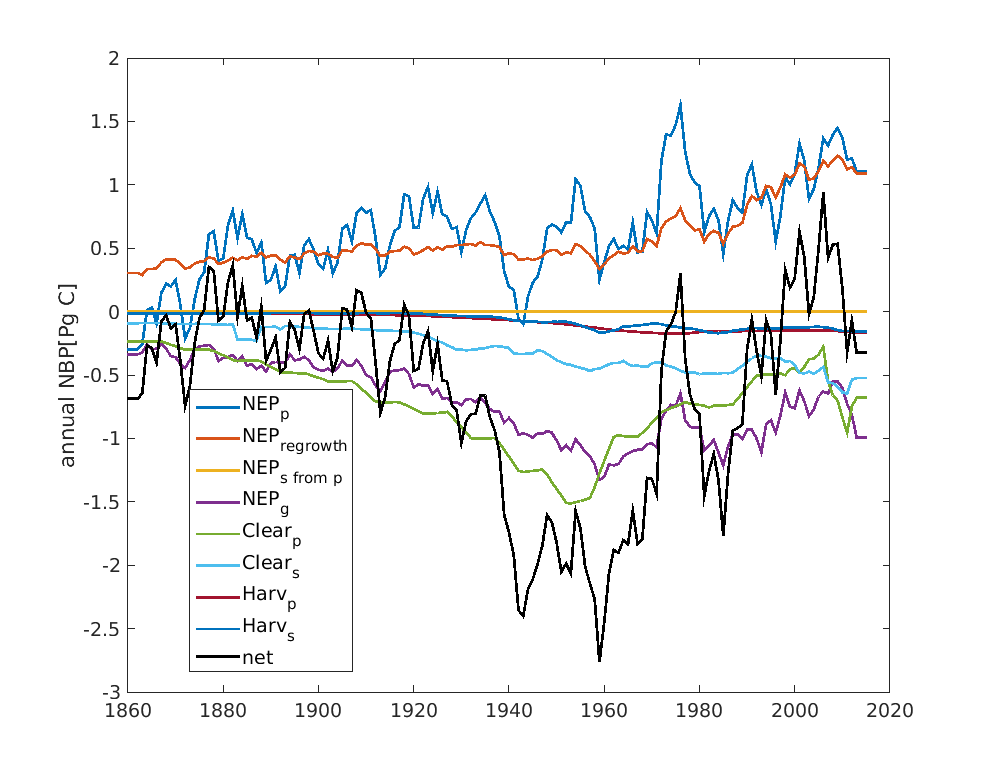 annual NBP[Pg C]
2
1.5
1
0.5
0
-0.5
-1
-1.5
-2
-2.5
-3
NEPp
NEPregrowth
NEPs from p
NEPg
Clearp
Clears
Harvp
Harvs
net
1860 1880 1900 1920 1940 1960 1980 2000 2020